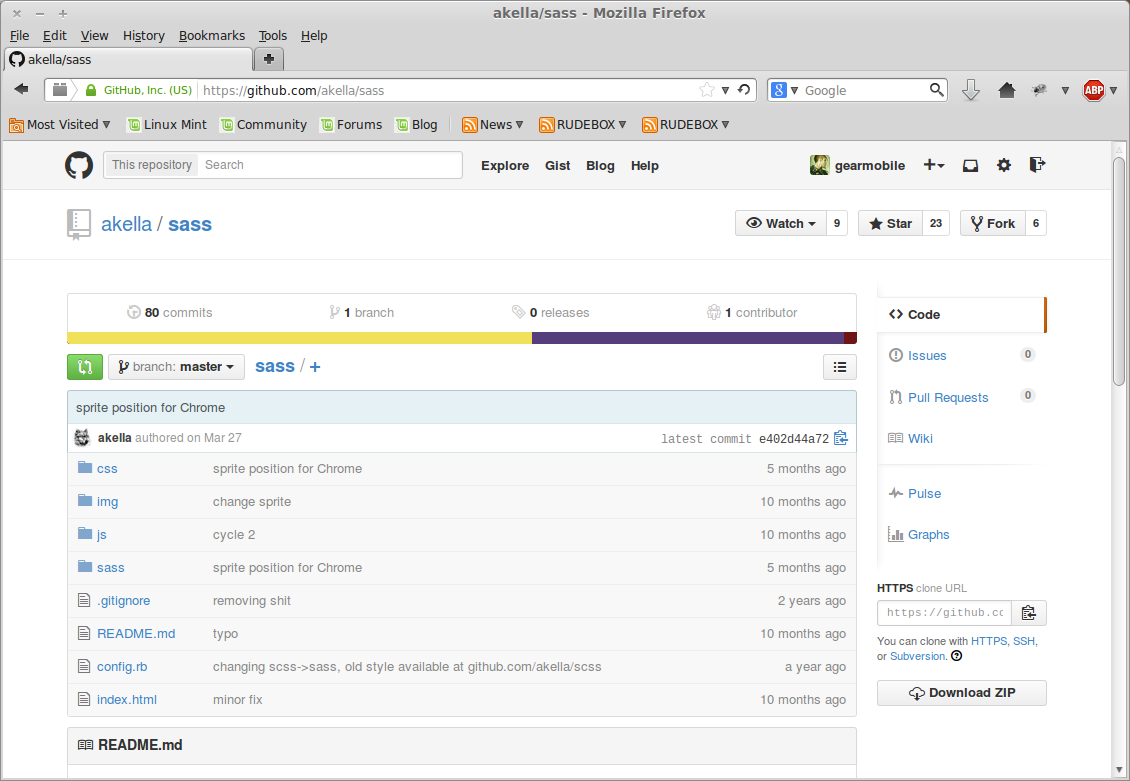 akella/sass - Mozilla Firefox
File Edit View History Bookmarks Tools Help
akella/sass
GitHub, Inc. (US) https://github.com/akella/sass Google ABP
Most Visited Linux Mint Community Forums Blog News RUDEBOX RUDEBOX
This repository Search Explore Gist Blog Help gearmobile
akella / sass Watch 9 Star 23 Fork 6
80 commits 1 branch 0 releases 1 contributor
branch: master sass / +
sprite position for Chrome
akella authored on Mar 27 latest commit e402d44a72
css sprite position for Chrome 5 months ago
img change sprite 10 months ago
js cycle 2 10 months ago
sass sprite position for Chrome 5 months ago
.gitignore removing shit 2 years ago
README.md typo 10 months ago
config.rb changing scss->sass, old style available at github.com/akella/scss a year ago
index.html minor fix 10 months ago
README.md
Code
Issues 0
Pull Requests 0
Wiki
Pulse
Graphs
HTTPS clone URL
https://github.cc
You can clone with HTTPS, SSH,
or Subversion.
Download ZIP